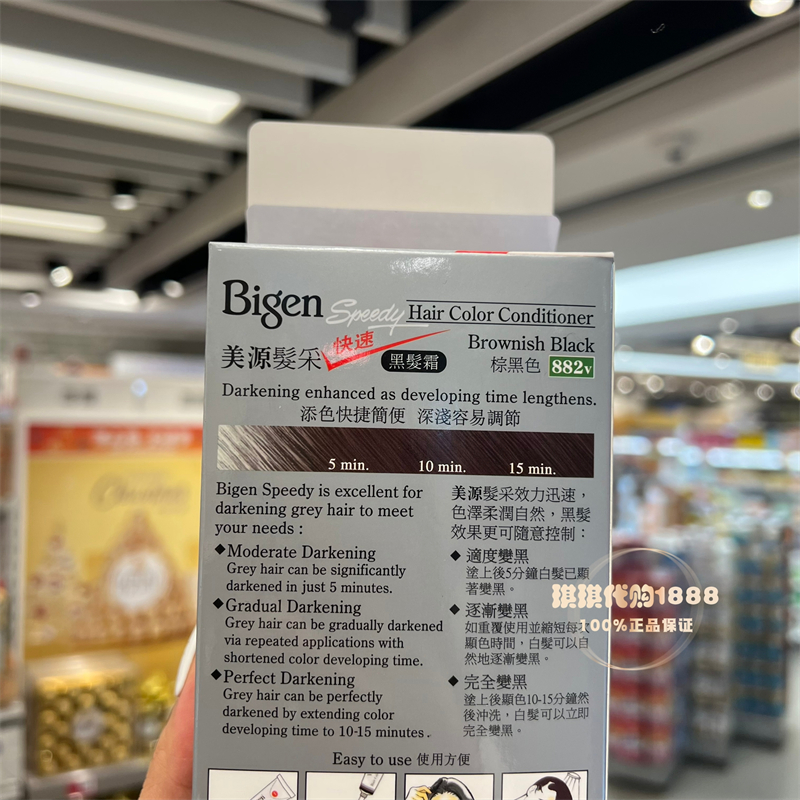 Bigen Speedy Hair Color Conditioner
美源髮采 快速 黑髮霜
Brownish Black
棕黑色 882v
Darkening enhanced as developing time lengthens.
添色快捷簡便 深淺容易調節
5 min. 10 min. 15 min.
Bigen Speedy is excellent for
darkening grey hair to meet
your needs :
◆Moderate Darkening
Grey hair can be significantly
darkened in just 5 minutes.
◆Gradual Darkening
Grey hair can be gradually darkened
via repeated applications with
shortened color developing time.
◆Perfect Darkening
Grey hair can be perfectly
darkened by extending color
developing time to 10-15 minutes.
美源髮采效力迅速，
色澤柔潤自然，黑髮
效果更可隨意控制：
◆ 適度變黑
塗上後5分鐘白髮已顯
著變黑。
◆ 逐漸變黑
如重覆使用並縮短每次
顯色時間，白髮可以自
然地逐漸變黑。
◆ 完全變黑
塗上後顯色10-15分鐘然
後沖洗，白髮可以立即
完全變黑。
Easy to use 使用方便
琪琪代购1888
100%正品保证